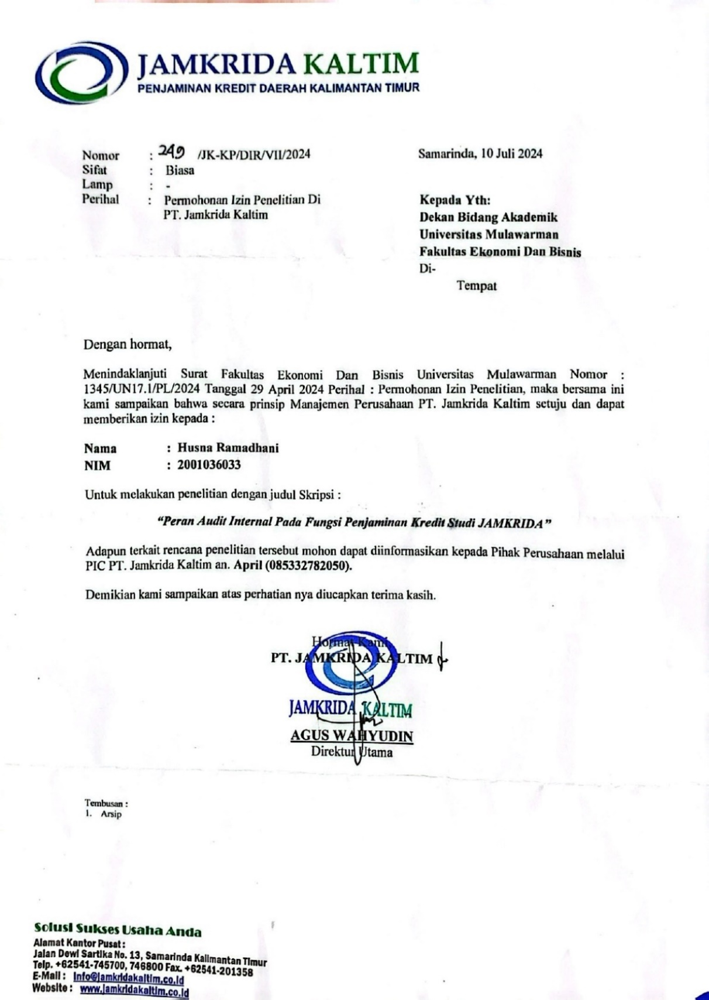 JAMKRIDA KALTIM
PENJAMINAN KREDIT DAERAH KALIMANTAN TIMUR
Nomor : 249 /JK-KP/DIR/VII/2024
Samarinda, 10 Juli 2024
Sifat : Biasa
Lamp : -
Perihal : Permohonan Izin Penelitian Di
PT. Jamkrida Kaltim
Kepada Yth:
Dekan Bidang Akademik
Universitas Mulawarman
Fakultas Ekonomi Dan Bisnis
Di-
Tempat
Dengan hormat,
Menindaklanjuti Surat Fakultas Ekonomi Dan Bisnis Universitas Mulawarman Nomor :
1345/UN17.1/PL/2024 Tanggal 29 April 2024 Perihal : Permohonan Izin Penelitian, maka bersama ini
kami sampaikan bahwa secara prinsip Manajemen Perusahaan PT. Jamkrida Kaltim setuju dan dapat
memberikan izin kepada :
Nama : Husna Ramadhani
NIM : 2001036033
Untuk melakukan penelitian dengan judul Skripsi :
“Peran Audit Internal Pada Fungsi Penjaminan Kredit Studi JAMKRIDA”
Adapun terkait rencana penelitian tersebut mohon dapat diinformasikan kepada Pihak Perusahaan melalui
PIC PT. Jamkrida Kaltim an. April (085332782050).
Demikian kami sampaikan atas perhatian nya diucapkan terima kasih.
Hormat Kami,
PT. JAMKRIDA KALTIM
JAMKRIDA KALTIM
AGUS WAHYUDIN
Direktur Utama
Tembusan :
1. Arsip
Solusi Sukses Usaha Anda
Alamat Kantor Pusat :
Jalan Dewi Sartika No. 13, Samarinda Kalimantan Timur
Telp. +62541-745700, 746800 Fax. +62541-201358
E-Mail : Info@jamkridakaltim.co.id
Website : www.jamkridakaltim.co.id